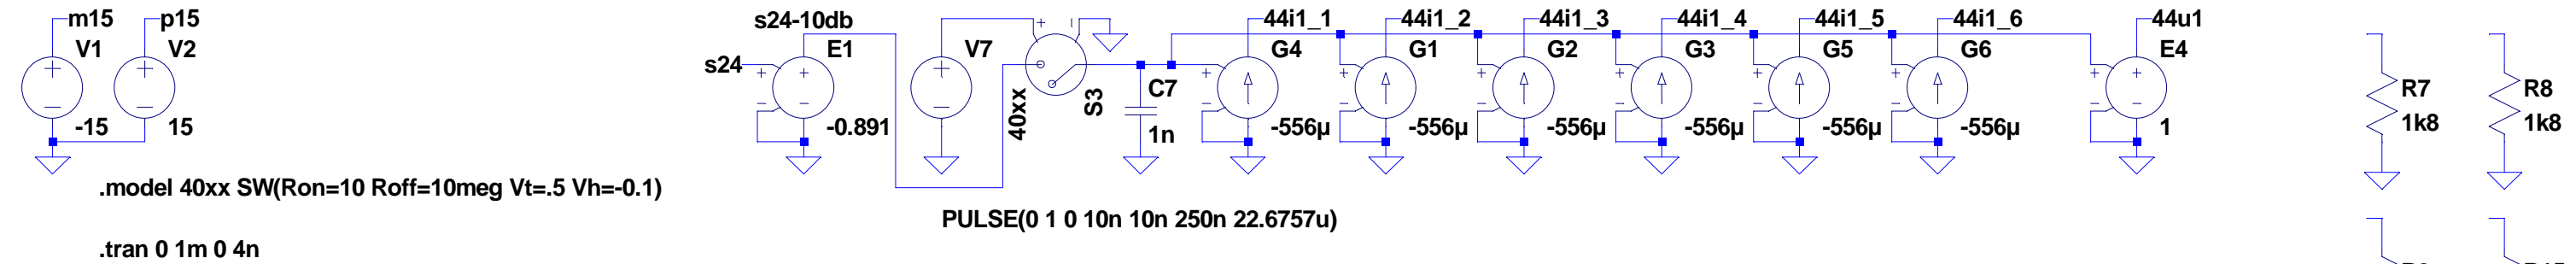 m15 p15 s24-10db 44i1_1 44i1_2 44i1_3 44i1_4 44i1_5 44i1_6 44u1
V1 V2 E1 V7 G4 G1 G2 G3 G5 G6 E4
s24
C7 R7 R8
40xx S3
-15 15 -0.891 1n -556µ -556µ -556µ -556µ -556µ -556µ 1 1k8 1k8
.model 40xx SW(Ron=10 Roff=10meg Vt=.5 Vh=-0.1)
PULSE(0 1 0 10n 10n 250n 22.6757u)
.tran 0 1m 0 4n